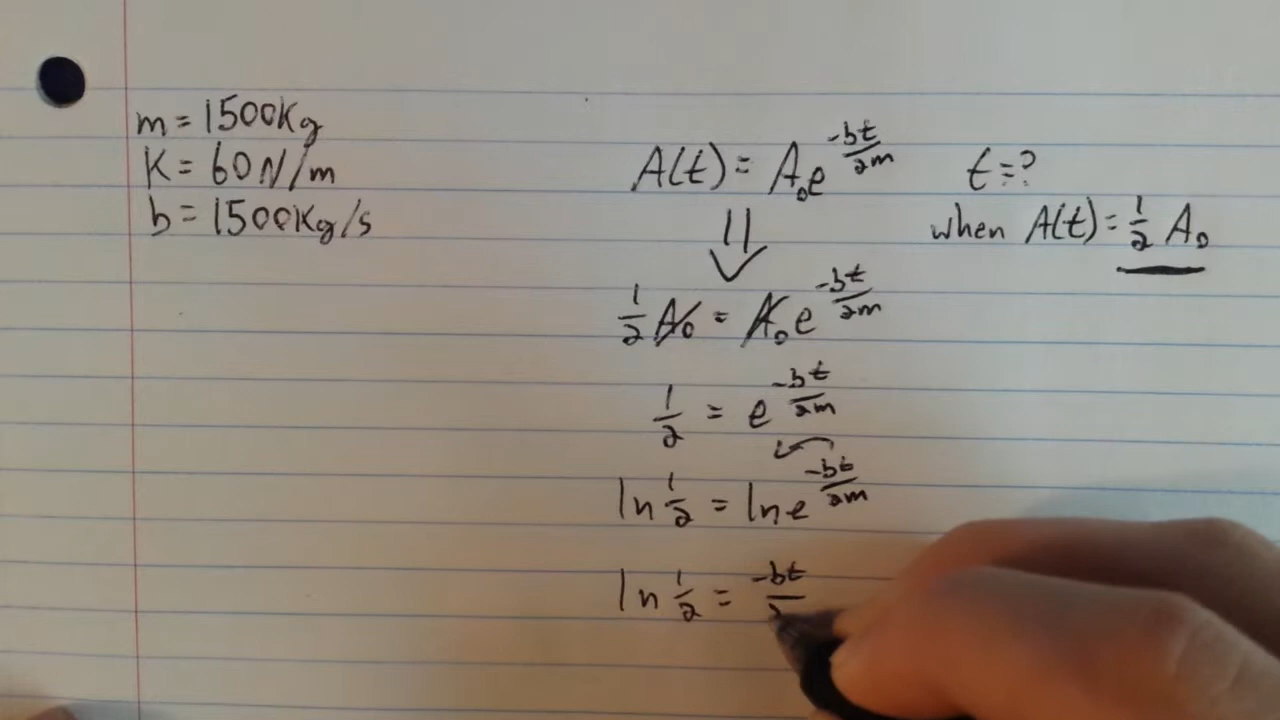 m = 1500Kg
K = 60N/m
b = 1500Kg/s
A(t) = A₀e^(-bt/2m)
t = ?
when A(t) = 1/2 A₀
1/2 A₀ = A₀e^(-bt/2m)
1/2 = e^(-bt/2m)
ln 1/2 = ln e^(-bt/2m)
ln 1/2 = -bt/2